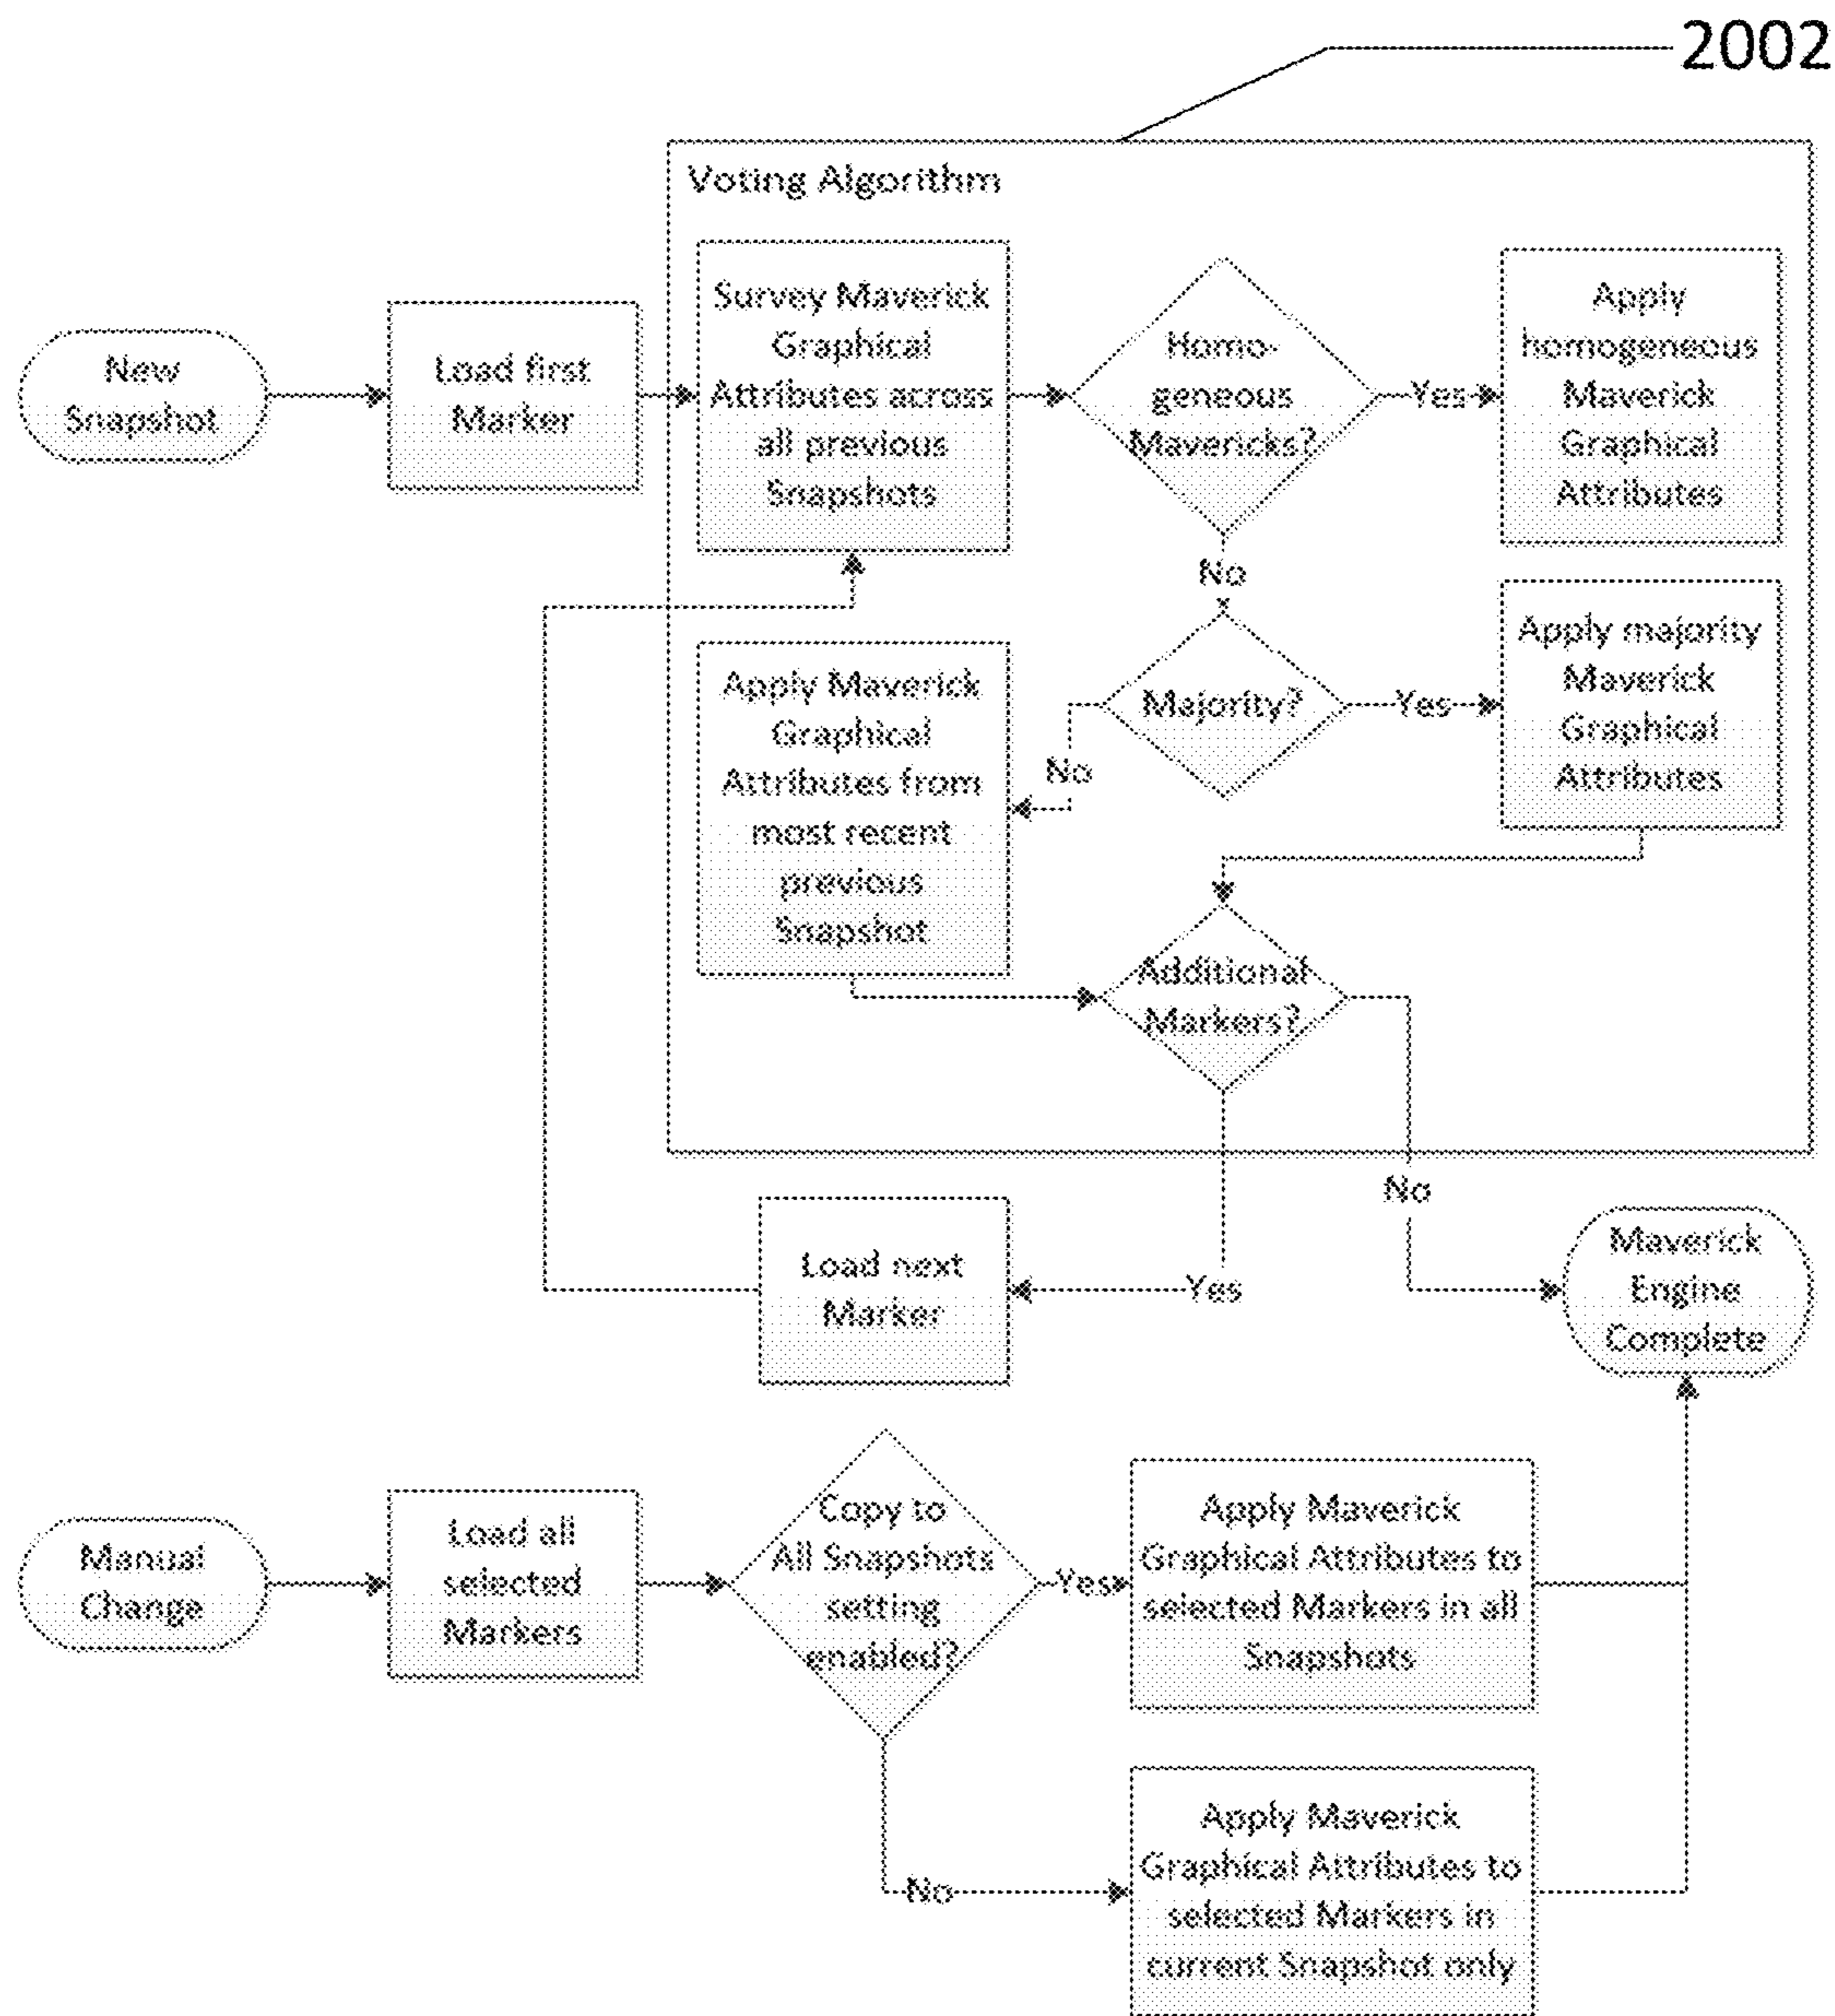 2002
Voting Algorithm
New
Snapshot
Load first
Marker
Survey Maverick
Graphical
Attributes across
all previous
Snapshots
Homo-
geneous
Mavericks?
Yes
Apply
homogeneous
Maverick
Graphical
Attributes
No
Majority?
Yes
Apply majority
Maverick
Graphical
Attributes
No
Apply Maverick
Graphical
Attributes from
most recent
previous
Snapshot
Additional
Markers?
No
Yes
Load next
Marker
Maverick
Engine
Complete
Manual
Change
Load all
selected
Markers
Copy to
All Snapshots
setting
enabled?
Yes
Apply Maverick
Graphical Attributes to
selected Markers in all
Snapshots
No
Apply Maverick
Graphical Attributes to
selected Markers in
current Snapshot only